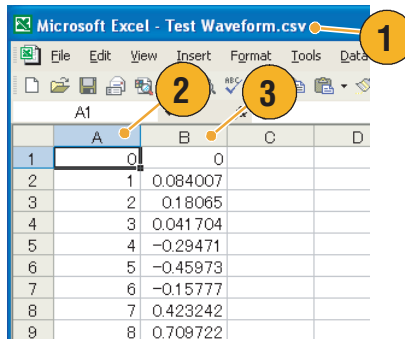 Microsoft Excel - Test Waveform.csv
1
File Edit View Insert Format Tools Data
2
3
ABC
A1
A B C D
1 0 0
2 1 0.084007
3 2 0.18065
4 3 0.041704
5 4 -0.29471
6 5 -0.45973
7 6 -0.15777
8 7 0.423242
9 8 0.709722